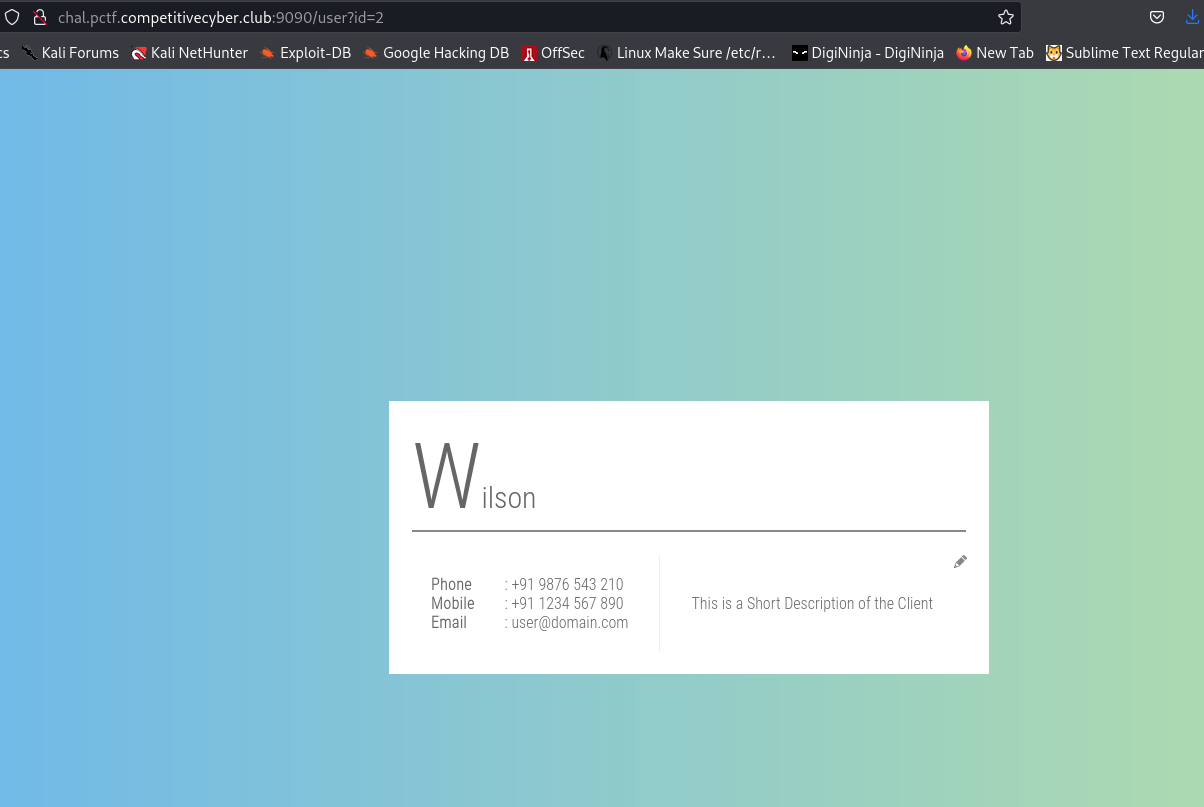 chal.pctf.competitivecyber.club:9090/user?id=2
cs Kali Forums Kali NetHunter Exploit-DB Google Hacking DB OffSec Linux Make Sure /etc/r… DigiNinja - DigiNinja New Tab Sublime Text Regular
Wilson
Phone : +91 9876 543 210
Mobile : +91 1234 567 890
Email : user@domain.com
This is a Short Description of the Client